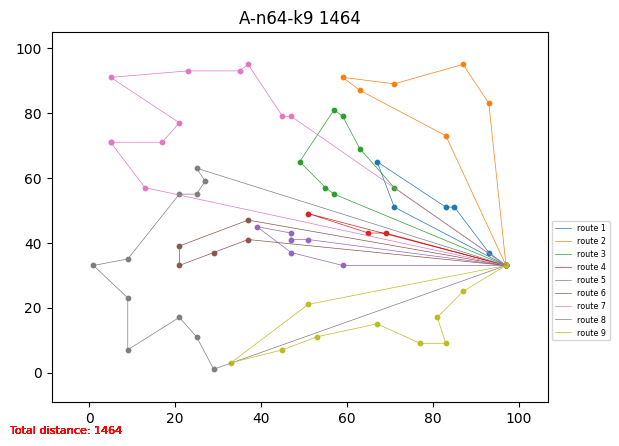 A-n64-k9 1464
100
80
60
40
20
0
0 20 40 60 80 100
route 1
route 2
route 3
route 4
route 5
route 6
route 7
route 8
route 9
Total distance: 1464